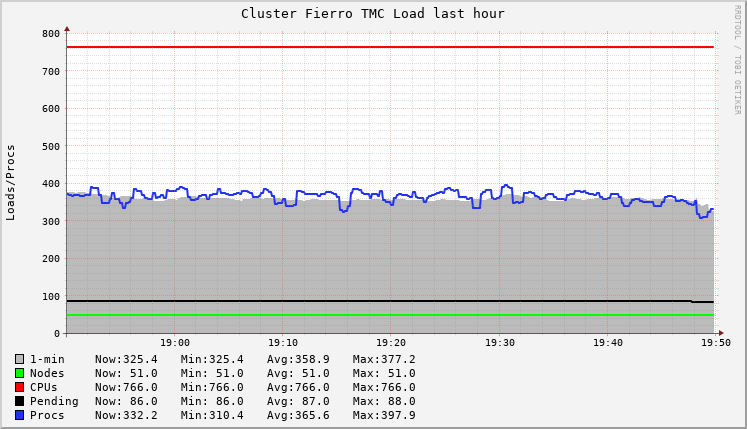 Cluster Fierro TMC Load last hour
RRDTOOL / TOBI OETIKER
Loads/Procs
800
700
600
500
400
300
200
100
0
19:00 19:10 19:20 19:30 19:40 19:50
1-min Now:325.4 Min:325.4 Avg:358.9 Max:377.2
Nodes Now: 51.0 Min: 51.0 Avg: 51.0 Max: 51.0
CPUs Now:766.0 Min:766.0 Avg:766.0 Max:766.0
Pending Now: 86.0 Min: 86.0 Avg: 87.0 Max: 88.0
Procs Now:332.2 Min:310.4 Avg:365.6 Max:397.9